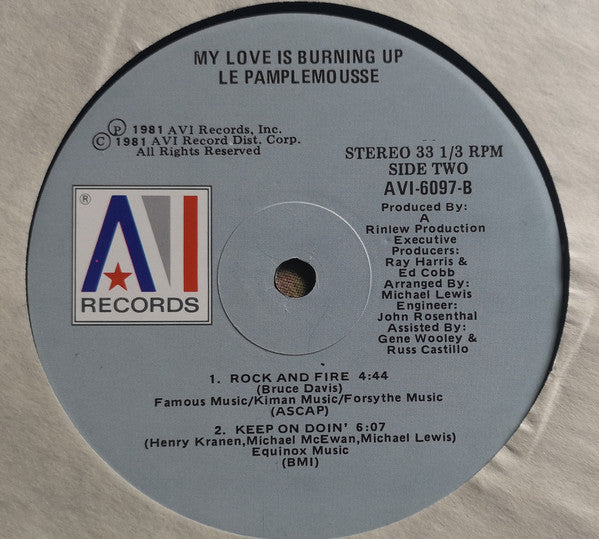 MY LOVE IS BURNING UP
LE PAMPLEMOUSSE
Ⓟ 1981 AVI Records, Inc.
© 1981 AVI Record Dist. Corp.
All Rights Reserved
STEREO 33 1/3 RPM
SIDE TWO
AVI-6097-B
®
AVI
RECORDS
Produced By:
A
Rinlew Production
Executive
Producers:
Ray Harris &
Ed Cobb
Arranged By:
Michael Lewis
Engineer:
John Rosenthal
Assisted By:
Gene Wooley &
Russ Castillo
1. ROCK AND FIRE 4:44
(Bruce Davis)
Famous Music/Kiman Music/Forsythe Music
(ASCAP)
2. KEEP ON DOIN' 6:07
(Henry Kranen,Michael McEwan,Michael Lewis)
Equinox Music
(BMI)